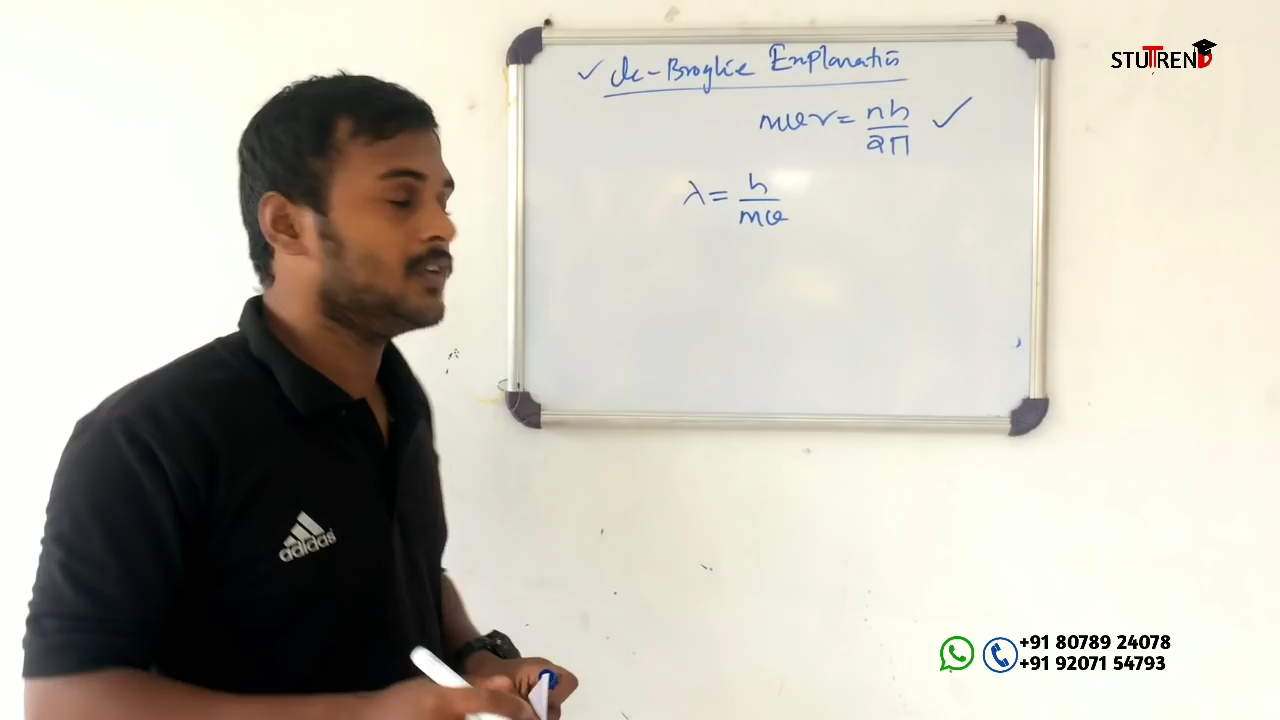 ✓ de-Broglie Explanation
mvr = nh/2π ✓
λ = h/mv
STUTREND
adidas
+91 80789 24078
+91 92071 54793